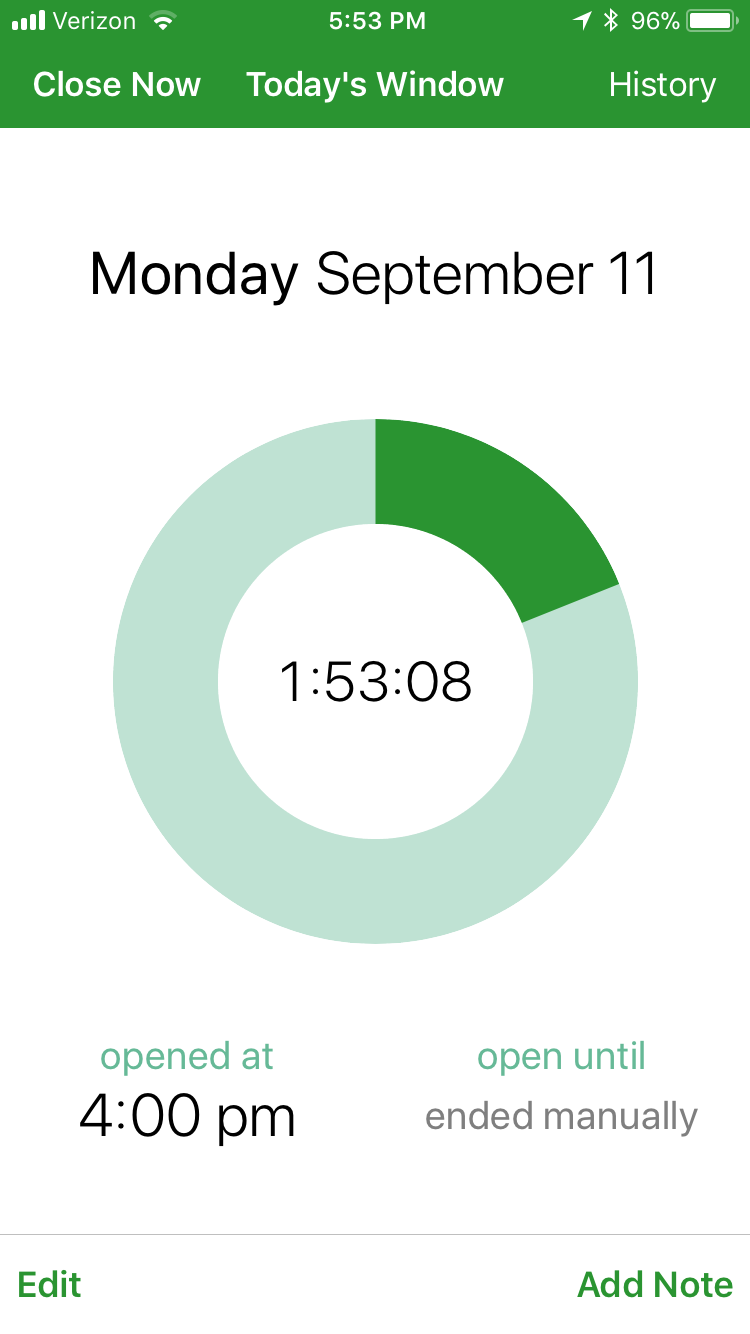 Verizon 5:53 PM 96%
Close Now Today's Window History
Monday September 11
1:53:08
opened at open until
4:00 pm ended manually
Edit Add Note